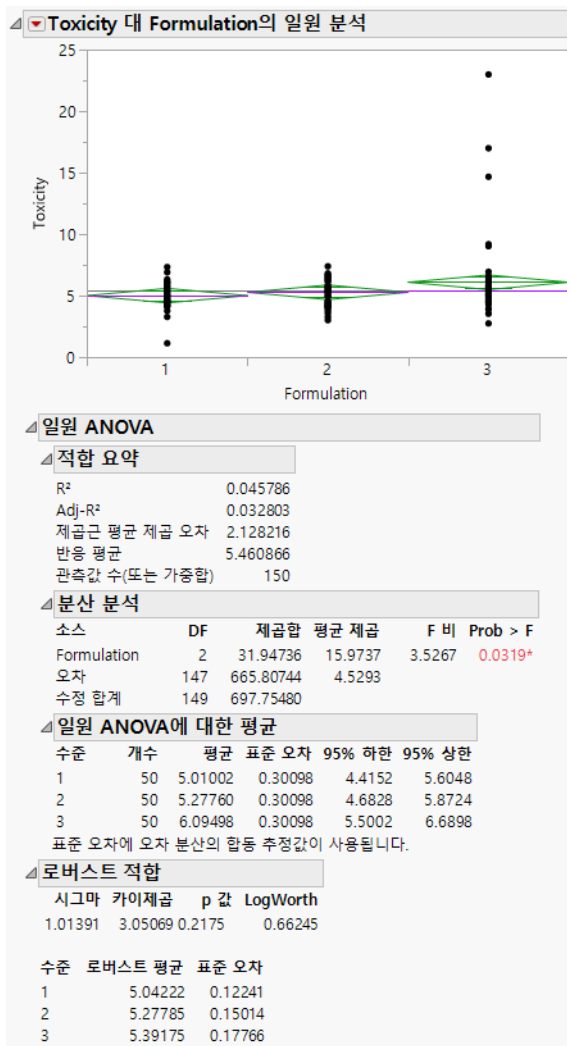 Toxicity 대 Formulation의 일원 분석
25
20
15
10
5
0
Toxicity
1 2 3
Formulation
일원 ANOVA
적합 요약
R² 0.045786
Adj-R² 0.032803
제곱근 평균 제곱 오차 2.128216
반응 평균 5.460866
관측값 수(또는 가중합) 150
분산 분석
소스 DF 제곱합 평균 제곱 F 비 Prob > F
Formulation 2 31.94736 15.9737 3.5267 0.0319*
오차 147 665.80744 4.5293
수정 합계 149 697.75480
일원 ANOVA에 대한 평균
수준 개수 평균 표준 오차 95% 하한 95% 상한
1 50 5.01002 0.30098 4.4152 5.6048
2 50 5.27760 0.30098 4.6828 5.8724
3 50 6.09498 0.30098 5.5002 6.6898
표준 오차에 오차 분산의 합동 추정값이 사용됩니다.
로버스트 적합
시그마 카이제곱 p 값 LogWorth
1.01391 3.05069 0.2175 0.66245
수준 로버스트 평균 표준 오차
1 5.04222 0.12241
2 5.27785 0.15014
3 5.39175 0.17766